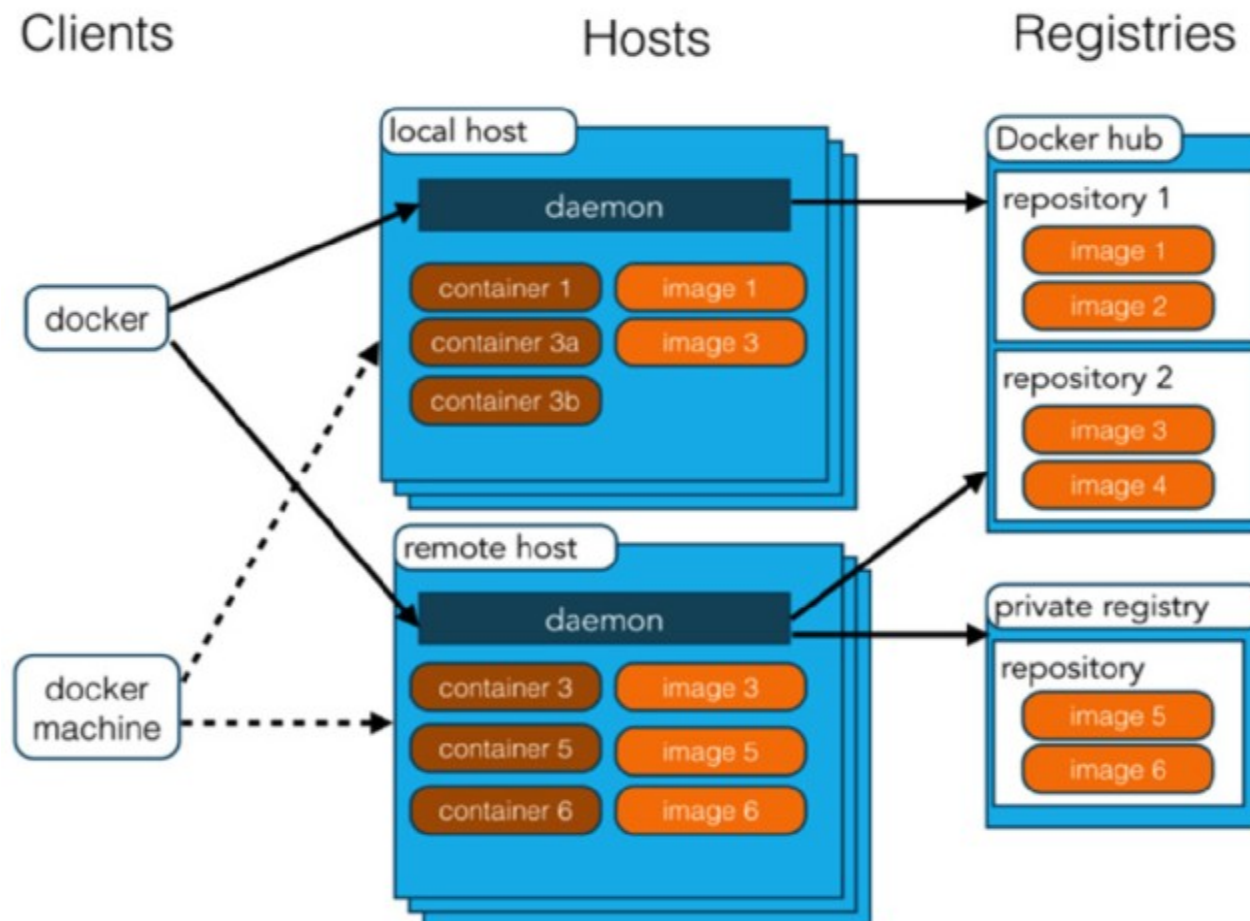 Clients
Hosts
Registries
docker
docker
machine
local host
daemon
container 1
image 1
container 3a
image 3
container 3b
remote host
daemon
container 3
image 3
container 5
image 5
container 6
image 6
Docker hub
repository 1
image 1
image 2
repository 2
image 3
image 4
private registry
repository
image 5
image 6